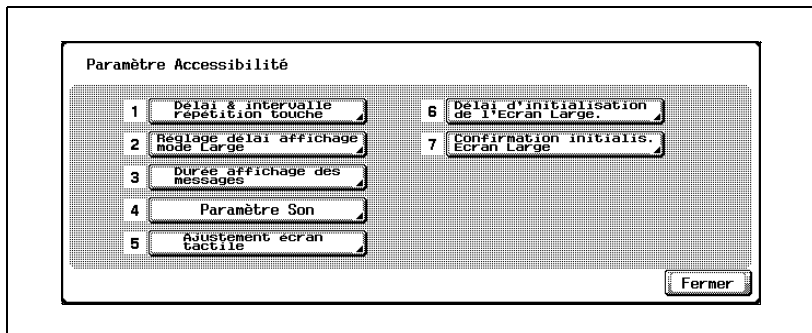 Paramètre Accessibilité
1 Délai & intervalle
répétition touche
2 Réglage délai affichage
mode Large
3 Durée affichage des
messages
4 Paramètre Son
5 Ajustement écran
tactile
6 Délai d'initialisation
de l'Ecran Large.
7 Confirmation initialis.
Ecran Large
Fermer